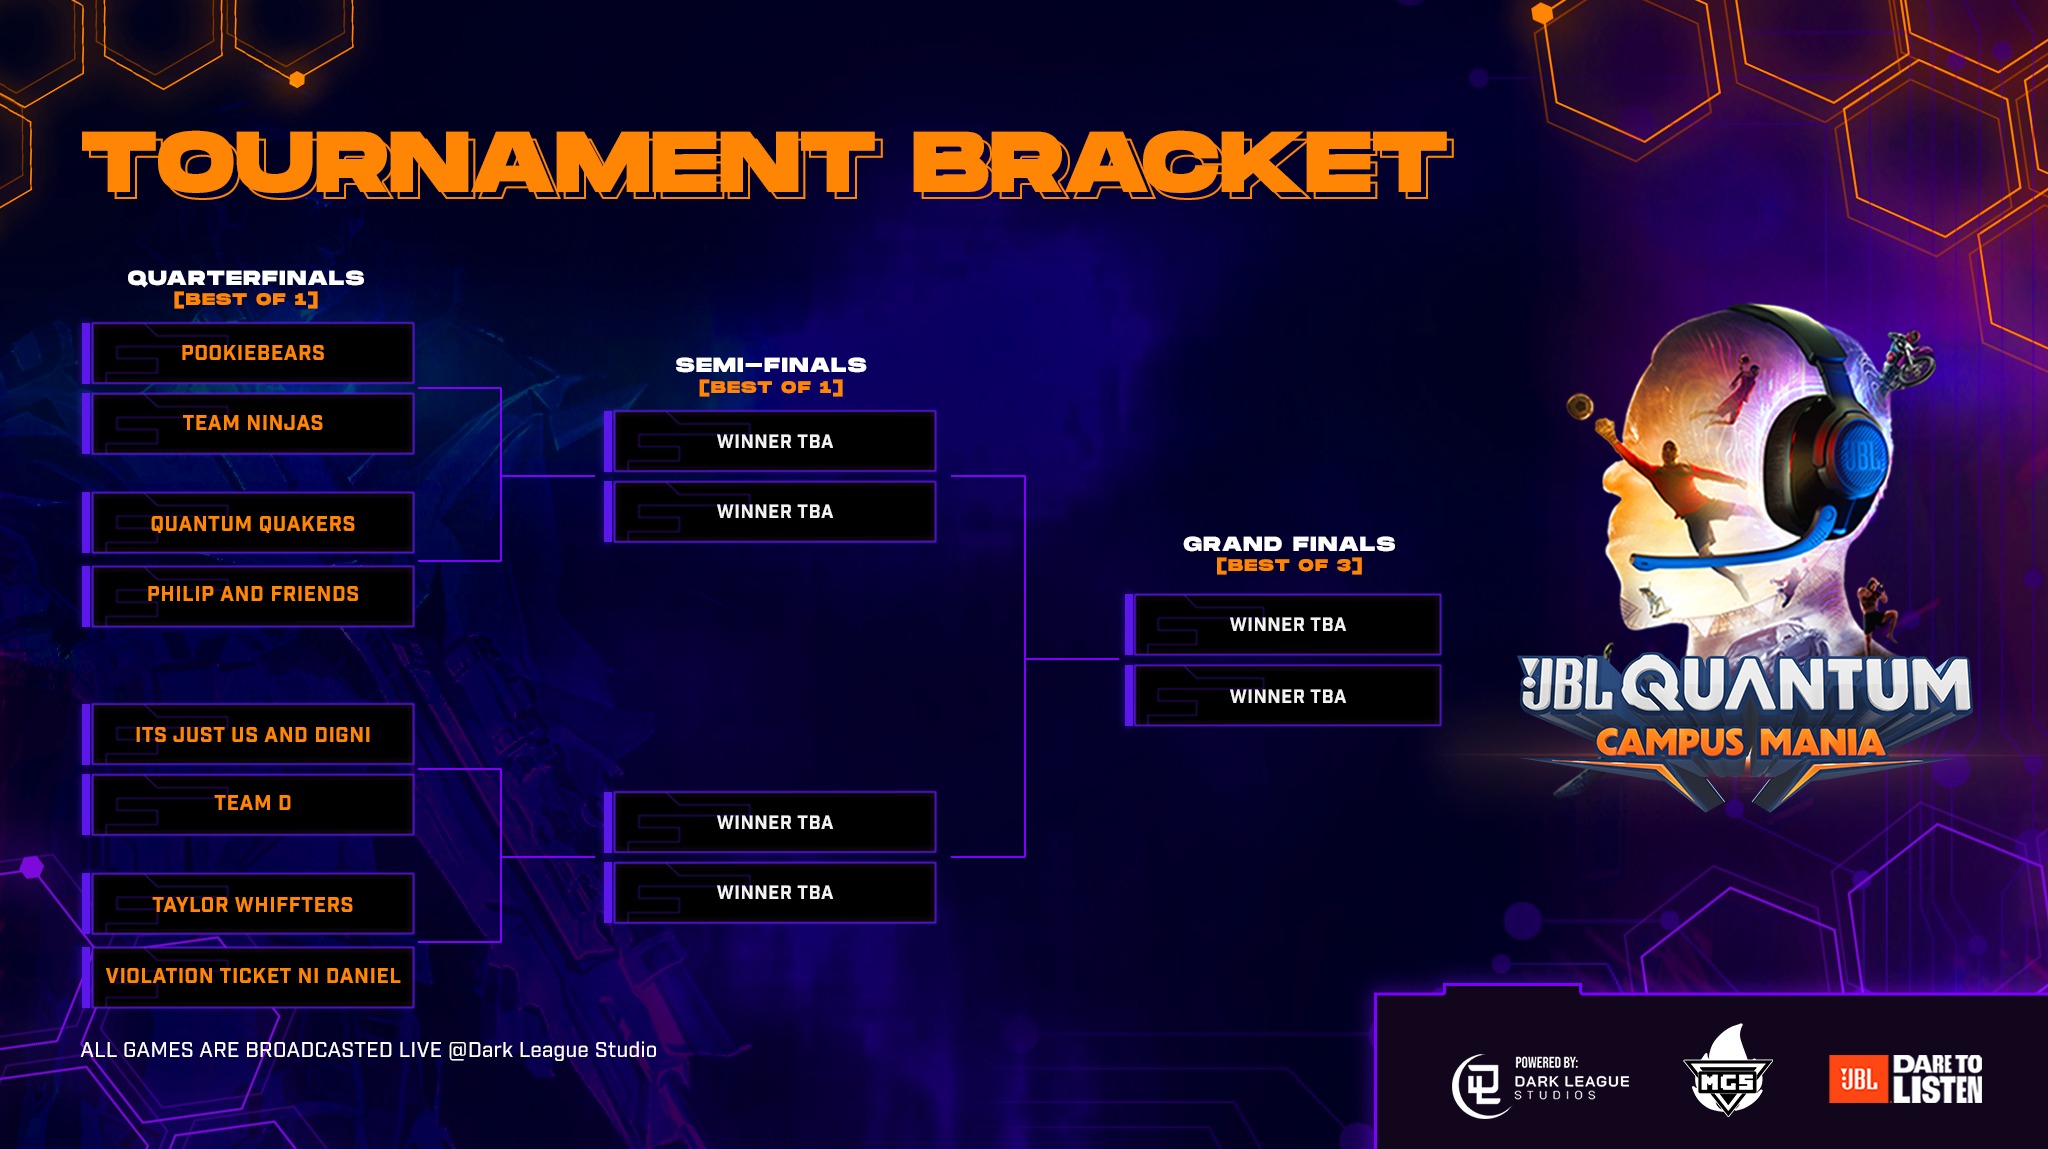 TOURNAMENT BRACKET
QUARTERFINALS
[BEST OF 1]
POOKIEBEARS
TEAM NINJAS
QUANTUM QUAKERS
PHILIP AND FRIENDS
ITS JUST US AND DIGNI
TEAM D
TAYLOR WHIFFTERS
VIOLATION TICKET NI DANIEL
SEMI-FINALS
[BEST OF 1]
WINNER TBA
WINNER TBA
WINNER TBA
WINNER TBA
GRAND FINALS
[BEST OF 3]
WINNER TBA
WINNER TBA
JBL
JBL QUANTUM
CAMPUS MANIA
ALL GAMES ARE BROADCASTED LIVE @Dark League Studio
POWERED BY:
DARK LEAGUE
STUDIOS
MGS
JBL
DARE TO
LISTEN